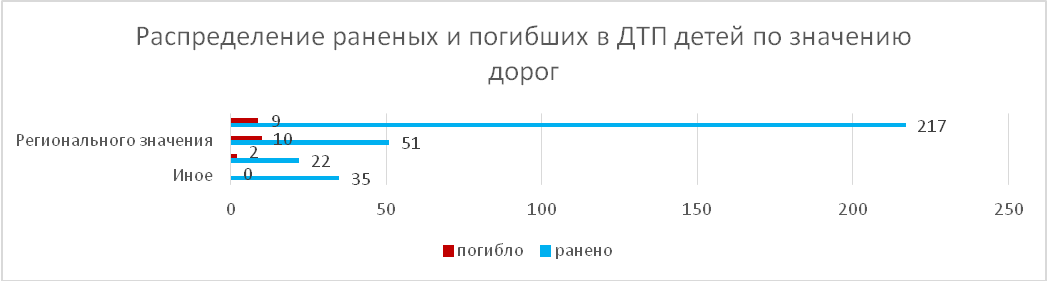 Распределение раненых и погибших в ДТП детей по значению
дорог
9
217
Регионального значения
10
51
2
22
Иное
0
35
0 50 100 150 200 250
погибло ранено